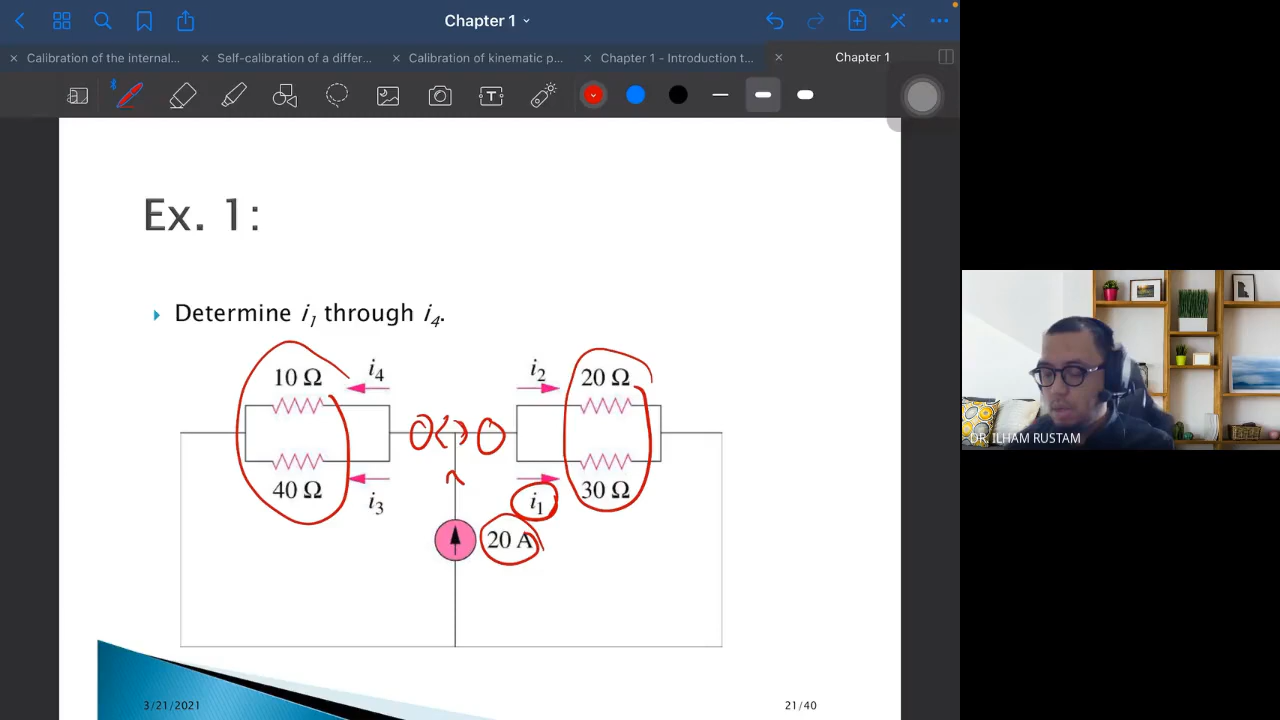 Chapter 1
Calibration of the internal...
Self-calibration of a differ...
Calibration of kinematic p...
Chapter 1 - Introduction t...
Chapter 1
T
Ex. 1:
Determine i1 through i4.
10 Ω
i4
i2
20 Ω
40 Ω
i3
i1
30 Ω
20 A
DR. ILHAM RUSTAM
3/21/2021
21/40